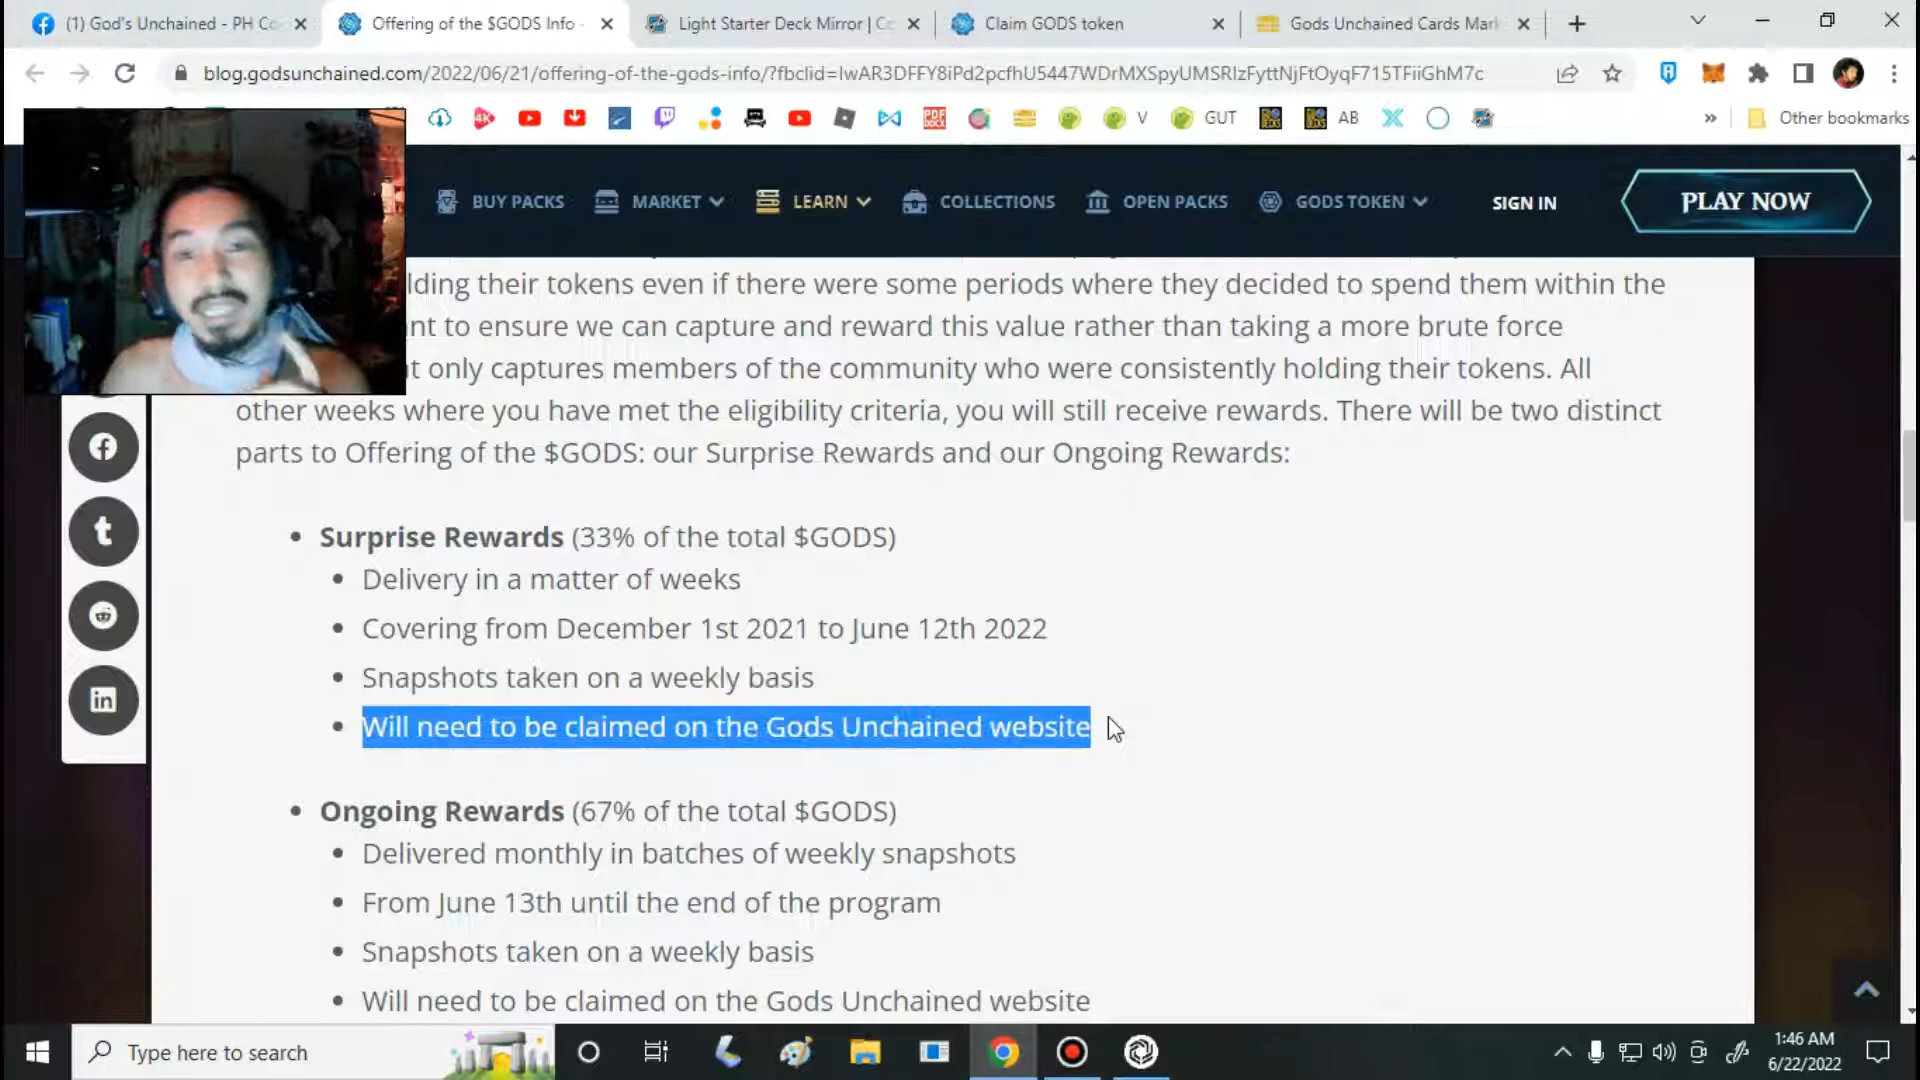 (1) God's Unchained - PH Co
Offering of the $GODS Info -
Light Starter Deck Mirror | Co
Claim GODS token
Gods Unchained Cards Mark
blog.godsunchained.com/2022/06/21/offering-of-the-gods-info/?fbclid=IwAR3DFFY8iPd2pcfhU5447WDrMXSpyUMSRIzFyttNjFtOyqF715TFiiGhM7c
4K
PDF
V
GUT
AB
»
Other bookmarks
BUY PACKS
MARKET
LEARN
COLLECTIONS
OPEN PACKS
GODS TOKEN
SIGN IN
PLAY NOW
lding their tokens even if there were some periods where they decided to spend them within the
nt to ensure we can capture and reward this value rather than taking a more brute force
t only captures members of the community who were consistently holding their tokens. All
other weeks where you have met the eligibility criteria, you will still receive rewards. There will be two distinct
parts to Offering of the $GODS: our Surprise Rewards and our Ongoing Rewards:
• Surprise Rewards (33% of the total $GODS)
• Delivery in a matter of weeks
• Covering from December 1st 2021 to June 12th 2022
• Snapshots taken on a weekly basis
• Will need to be claimed on the Gods Unchained website
• Ongoing Rewards (67% of the total $GODS)
• Delivered monthly in batches of weekly snapshots
• From June 13th until the end of the program
• Snapshots taken on a weekly basis
• Will need to be claimed on the Gods Unchained website
Type here to search
1:46 AM
6/22/2022